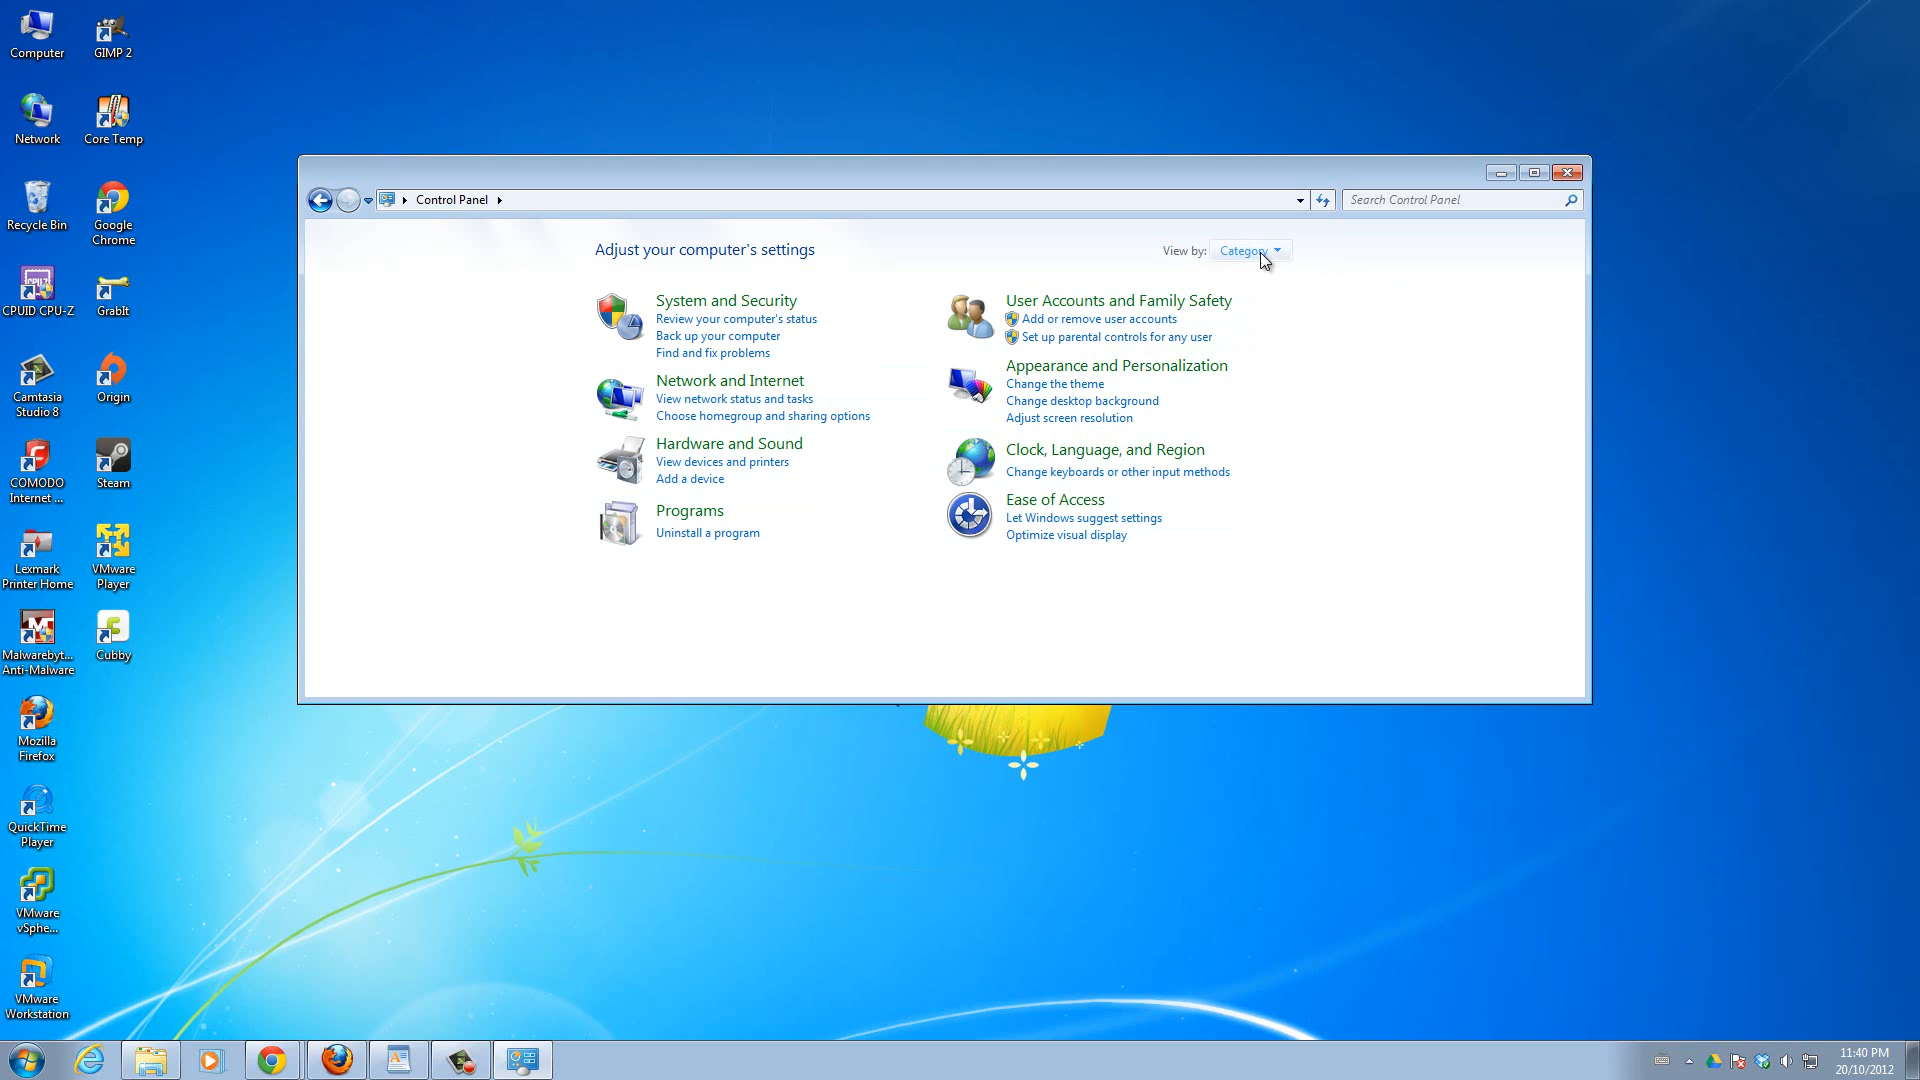 Computer
GIMP 2
Network
Core Temp
Recycle Bin
Google
Chrome
CPUID CPU-Z
GrabIt
Camtasia
Studio 8
Origin
COMODO
Internet ...
Steam
Lexmark
Printer Home
VMware
Player
Malwarebyt...
Anti-Malware
Cubby
Mozilla
Firefox
QuickTime
Player
VMware
vSphe...
VMware
Workstation
Control Panel
Search Control Panel
Adjust your computer's settings
View by: Category
System and Security
Review your computer's status
Back up your computer
Find and fix problems
Network and Internet
View network status and tasks
Choose homegroup and sharing options
Hardware and Sound
View devices and printers
Add a device
Programs
Uninstall a program
User Accounts and Family Safety
Add or remove user accounts
Set up parental controls for any user
Appearance and Personalization
Change the theme
Change desktop background
Adjust screen resolution
Clock, Language, and Region
Change keyboards or other input methods
Ease of Access
Let Windows suggest settings
Optimize visual display
11:40 PM
20/10/2012